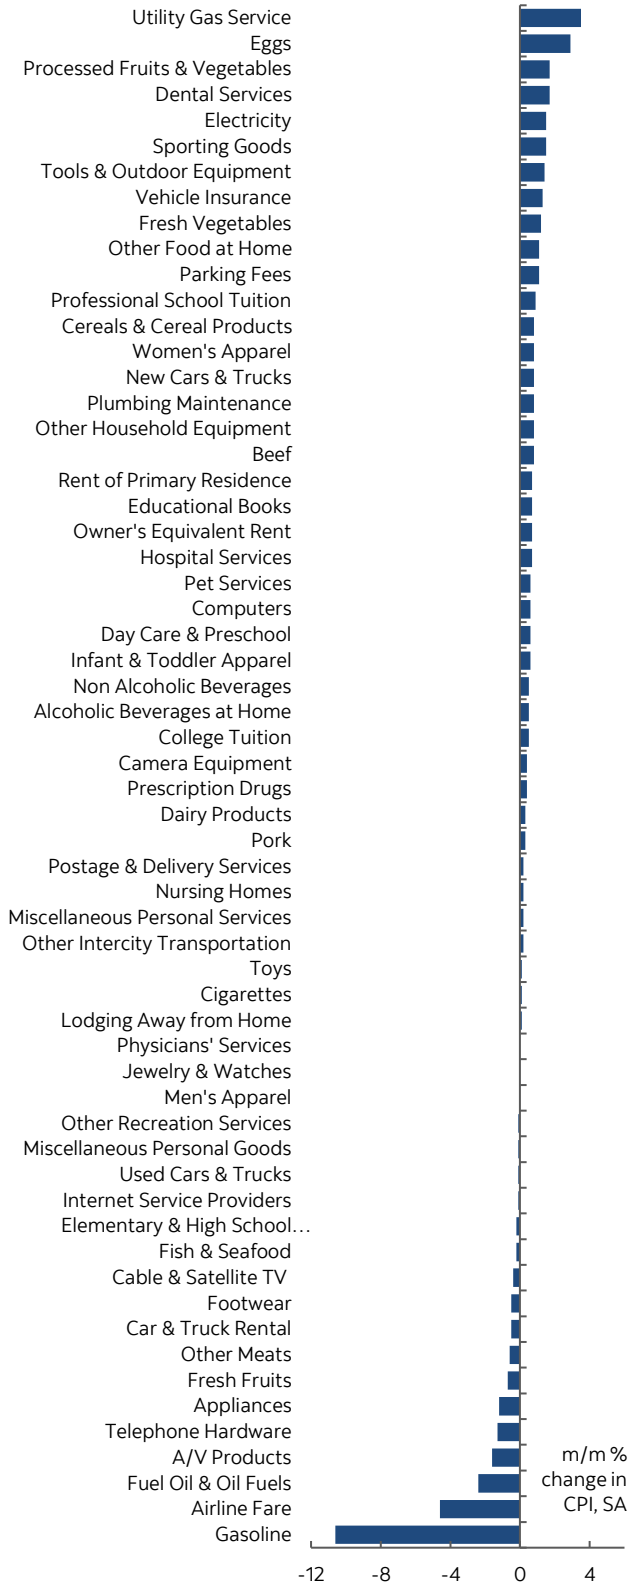 Utility Gas Service
Eggs
Processed Fruits & Vegetables
Dental Services
Electricity
Sporting Goods
Tools & Outdoor Equipment
Vehicle Insurance
Fresh Vegetables
Other Food at Home
Parking Fees
Professional School Tuition
Cereals & Cereal Products
Women's Apparel
New Cars & Trucks
Plumbing Maintenance
Other Household Equipment
Beef
Rent of Primary Residence
Educational Books
Owner's Equivalent Rent
Hospital Services
Pet Services
Computers
Day Care & Preschool
Infant & Toddler Apparel
Non Alcoholic Beverages
Alcoholic Beverages at Home
College Tuition
Camera Equipment
Prescription Drugs
Dairy Products
Pork
Postage & Delivery Services
Nursing Homes
Miscellaneous Personal Services
Other Intercity Transportation
Toys
Cigarettes
Lodging Away from Home
Physicians' Services
Jewelry & Watches
Men's Apparel
Other Recreation Services
Miscellaneous Personal Goods
Used Cars & Trucks
Internet Service Providers
Elementary & High School…
Fish & Seafood
Cable & Satellite TV
Footwear
Car & Truck Rental
Other Meats
Fresh Fruits
Appliances
Telephone Hardware
A/V Products
Fuel Oil & Oil Fuels
Airline Fare
Gasoline
m/m %
change in
CPI, SA
-12 -8 -4 0 4